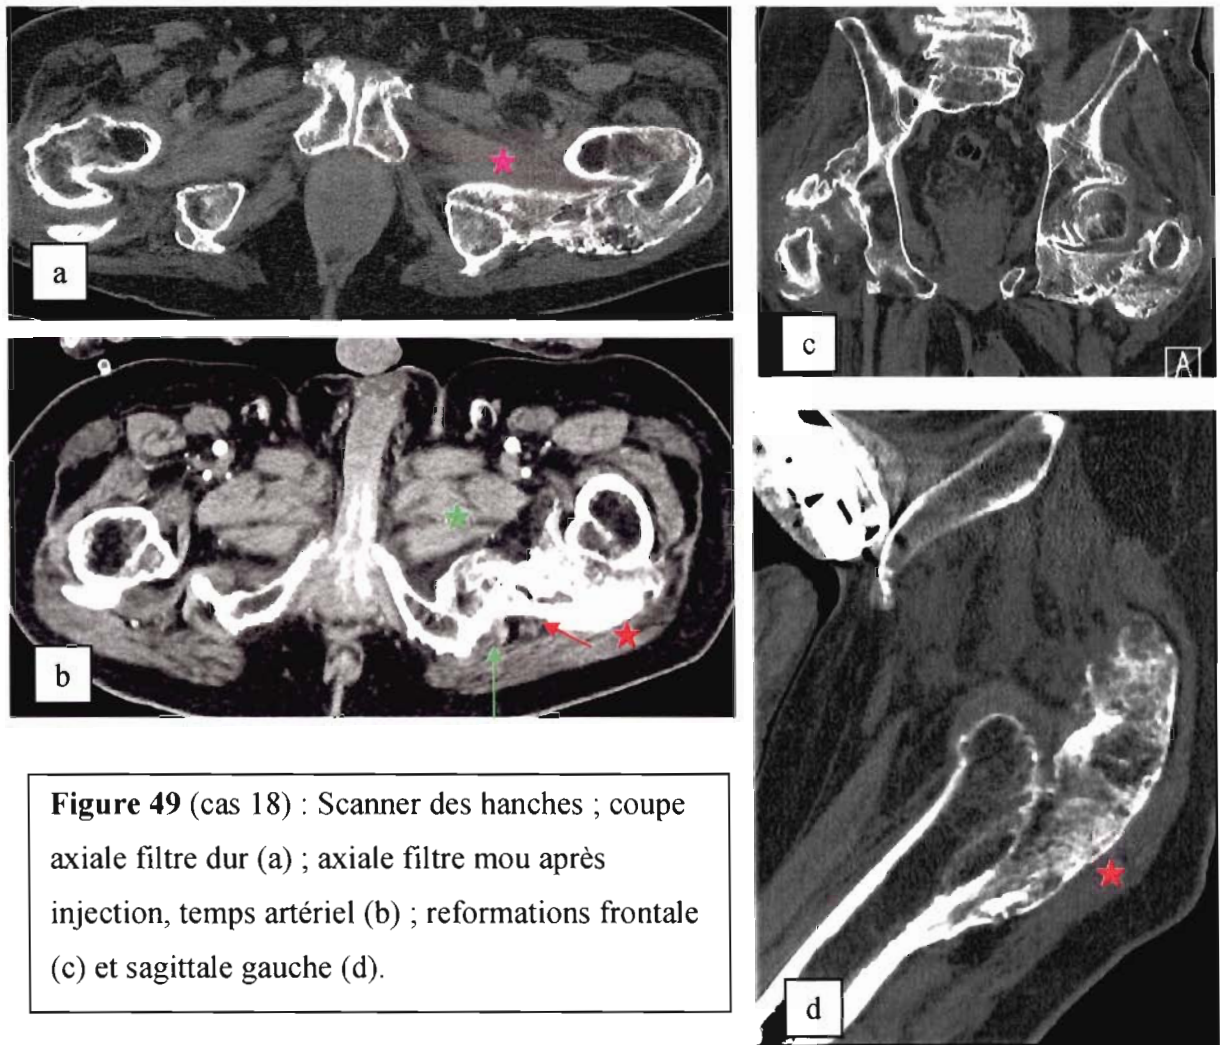 a
b
c
A
d
Figure 49 (cas 18) : Scanner des hanches ; coupe
axiale filtre dur (a) ; axiale filtre mou après
injection, temps artériel (b) ; reformations frontale
(c) et sagittale gauche (d).